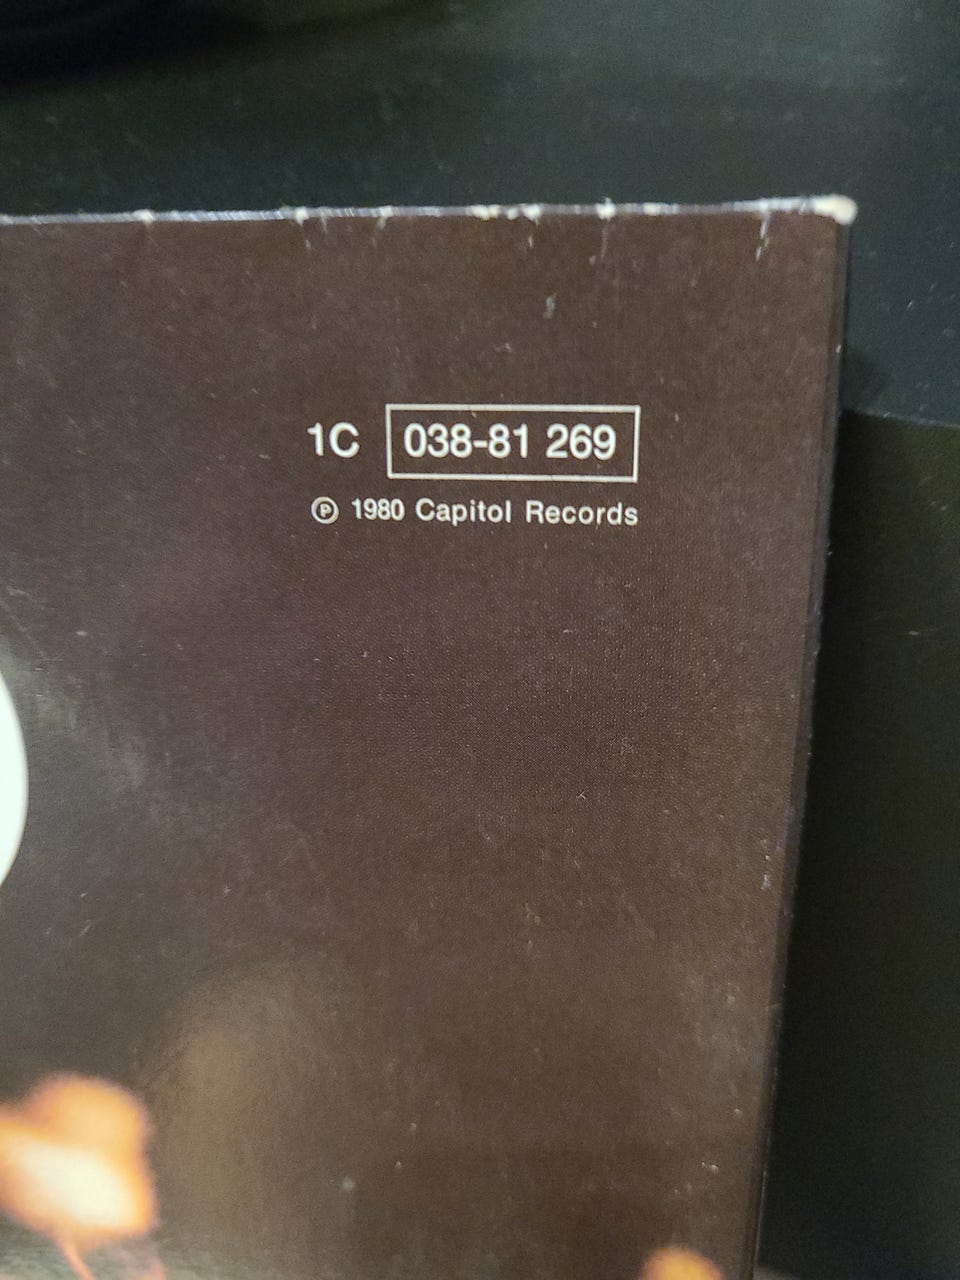 1C 038-81 269
℗ 1980 Capitol Records